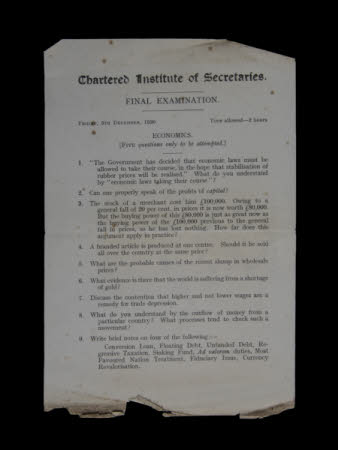 Chartered Institute of Secretaries.
FINAL EXAMINATION.
FRIDAY, 5TH DECEMBER, 1930. Time allowed—3 hours
ECONOMICS.
[FIVE questions only to be attempted.]
1. "The Government has decided that economic laws must be
allowed to take their course, in the hope that stabilisation of
rubber prices will be realised." What do you understand
by "economic laws taking their course"?
2. Can one properly speak of the profits of capital?
3. The stock of a merchant cost him £100,000. Owing to a
general fall of 20 per cent. in prices it is now worth £80,000.
But the buying power of this £80,000 is just as great now as
the buying power of the £100,000 previous to the general
fall in prices, so he has lost nothing. How far does this
argument apply in practice?
4. A branded article is produced at one centre. Should it be sold
all over the country at the same price?
5. What are the probable causes of the recent slump in wholesale
prices?
6. What evidence is there that the world is suffering from a shortage
of gold?
7. Discuss the contention that higher and not lower wages are a
remedy for trade depression.
8. What do you understand by the outflow of money from a
particular country? What processes tend to check such a
movement?
9. Write brief notes on four of the following :—
Conversion Loan, Floating Debt, Unfunded Debt, Re-
gressive Taxation, Sinking Fund, Ad valorem duties, Most
Favoured Nation Treatment, Fiduciary Issue, Currency
Revalorisation.